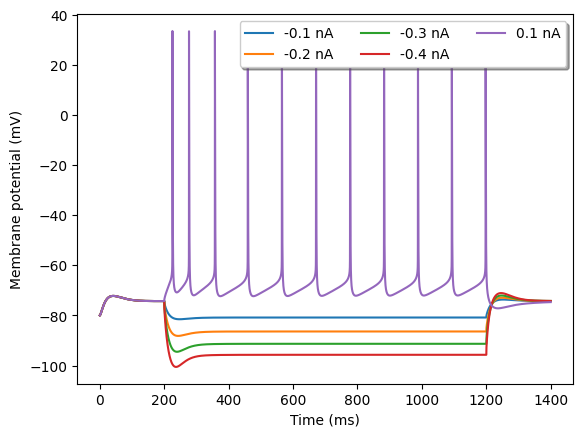 40
20
0
−20
−40
−60
−80
−100
Membrane potential (mV)
-0.1 nA
-0.3 nA
0.1 nA
-0.2 nA
-0.4 nA
0
200
400
600
800
1000
1200
1400
Time (ms)